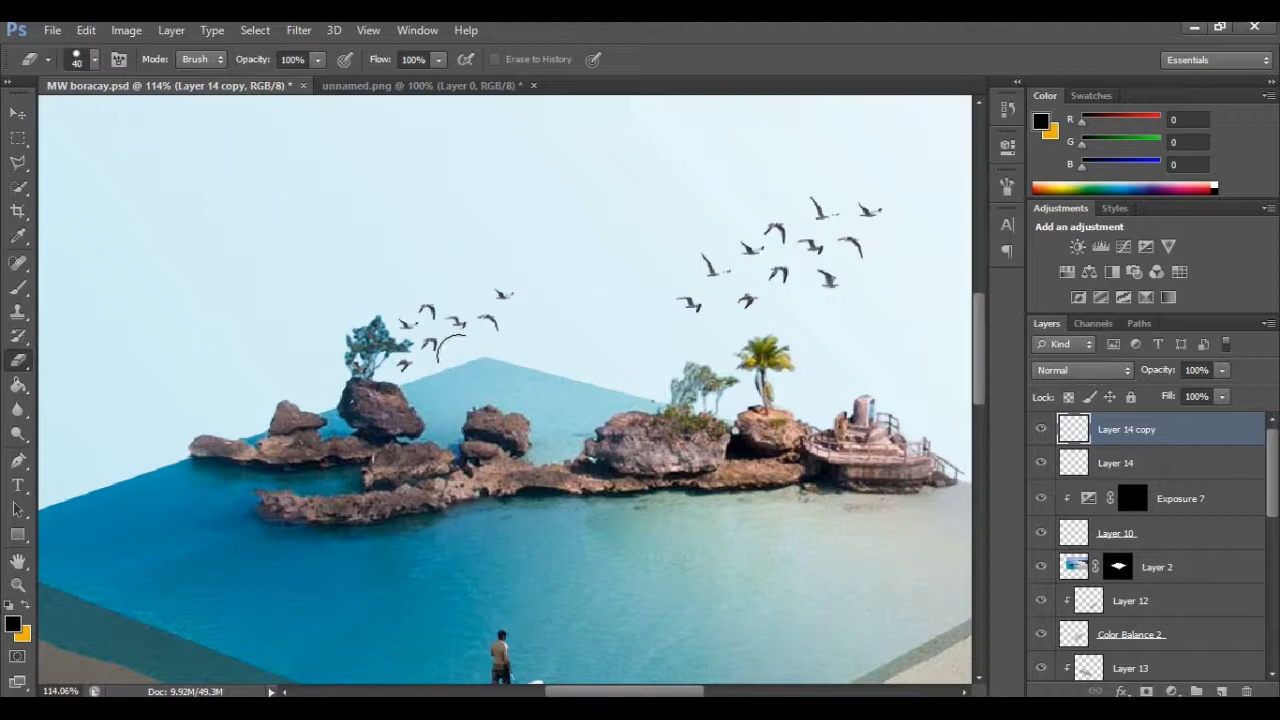 Ps File Edit Image Layer Type Select Filter 3D View Window Help
40 Mode: Brush Opacity: 100% Flow: 100% Erase to History Essentials
MW boracay.psd @ 114% (Layer 14 copy, RGB/8) * × unnamed.png @ 100% (Layer 0, RGB/8) * ×
Color Swatches
R 0
G 0
B 0
Adjustments Styles
Add an adjustment
Layers Channels Paths
Kind
Normal Opacity: 100%
Lock: Fill: 100%
Layer 14 copy
Layer 14
Exposure 7
Layer 10
Layer 2
Layer 12
Color Balance 2
Layer 13
114.06% Doc: 9.92M/49.3M